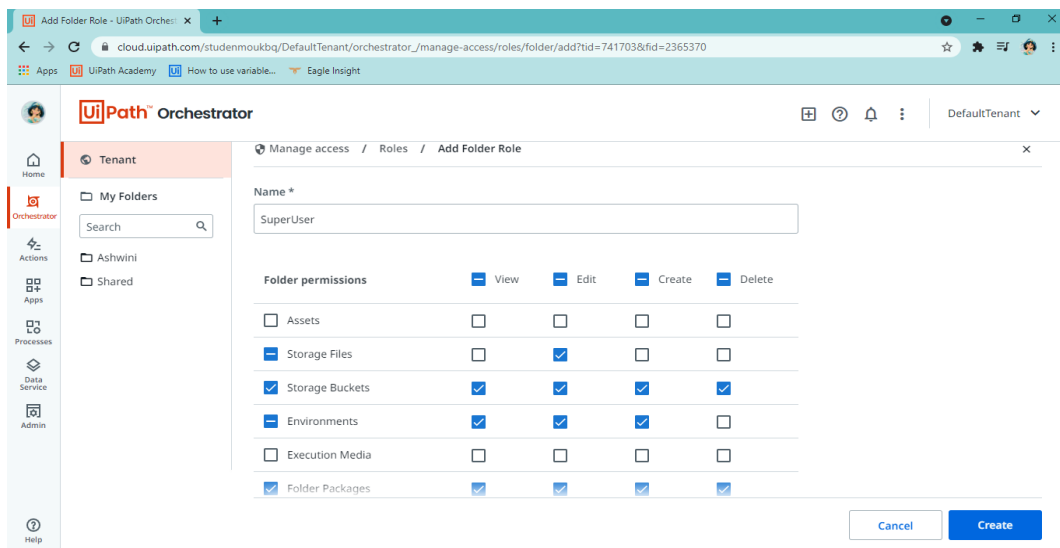 Add Folder Role - UiPath Orchest
cloud.uipath.com/studenmoukbq/DefaultTenant/orchestrator_/manage-access/roles/folder/add?tid=741703&fid=2365370
Apps UiPath Academy How to use variable... Eagle Insight
UiPath™ Orchestrator
DefaultTenant
Home
Orchestrator
Actions
Apps
Processes
Data
Service
Admin
Help
Tenant
My Folders
Search
Ashwini
Shared
Manage access / Roles / Add Folder Role
Name *
SuperUser
Folder permissions View Edit Create Delete
Assets
Storage Files
Storage Buckets
Environments
Execution Media
Folder Packages
Cancel Create